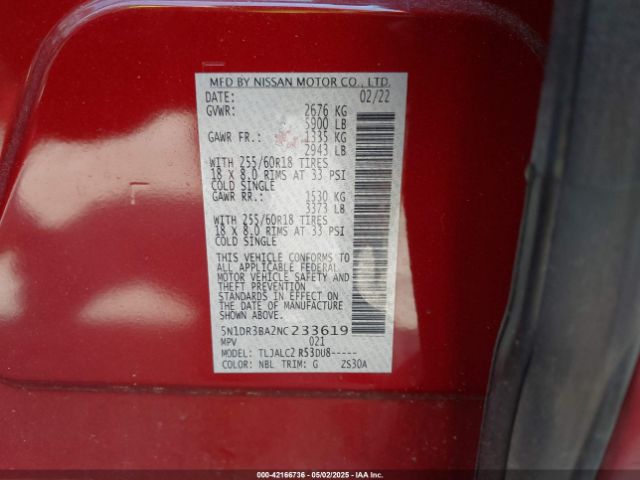 MFD BY NISSAN MOTOR CO., LTD.
DATE: 02/22
GVWR: 2676 KG
5900 LB
GAWR FR.: 1335 KG
2943 LB
WITH 255/60R18 TIRES
18 X 8.0 RIMS AT 33 PSI
COLD SINGLE
GAWR RR.: 1530 KG
3373 LB
WITH 255/60R18 TIRES
18 X 8.0 RIMS AT 33 PSI
COLD SINGLE
THIS VEHICLE CONFORMS TO
ALL APPLICABLE FEDERAL
MOTOR VEHICLE SAFETY AND
THEFT PREVENTION
STANDARDS IN EFFECT ON
THE DATE OF MANUFACTURE
SHOWN ABOVE.
5N1DR3BA2NC233619
MPV 021
MODEL: TLJALC2 R53DU8-----
COLOR: NBL TRIM: G ZS30A
000-42166736 - 05/02/2025 - IAA Inc.